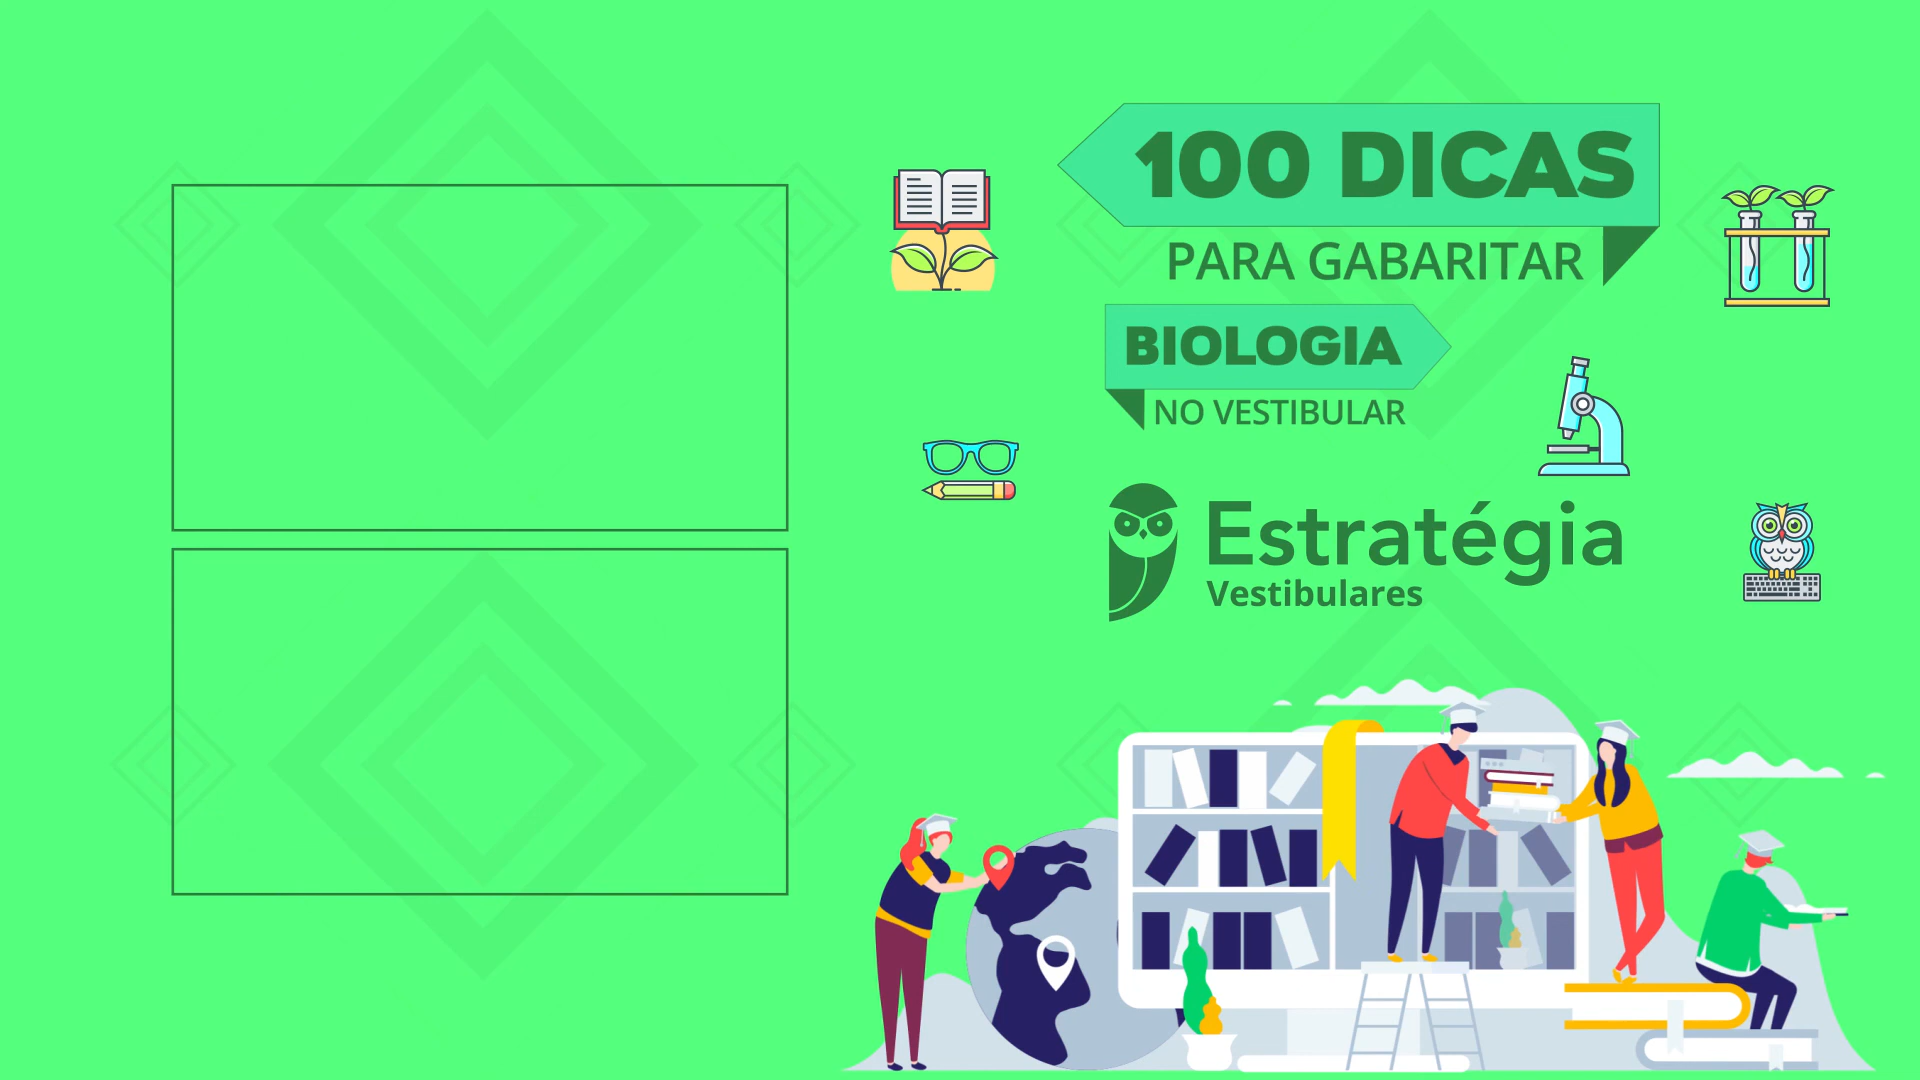 100 DICAS
PARA GABARITAR
BIOLOGIA
NO VESTIBULAR
Estratégia
Vestibulares